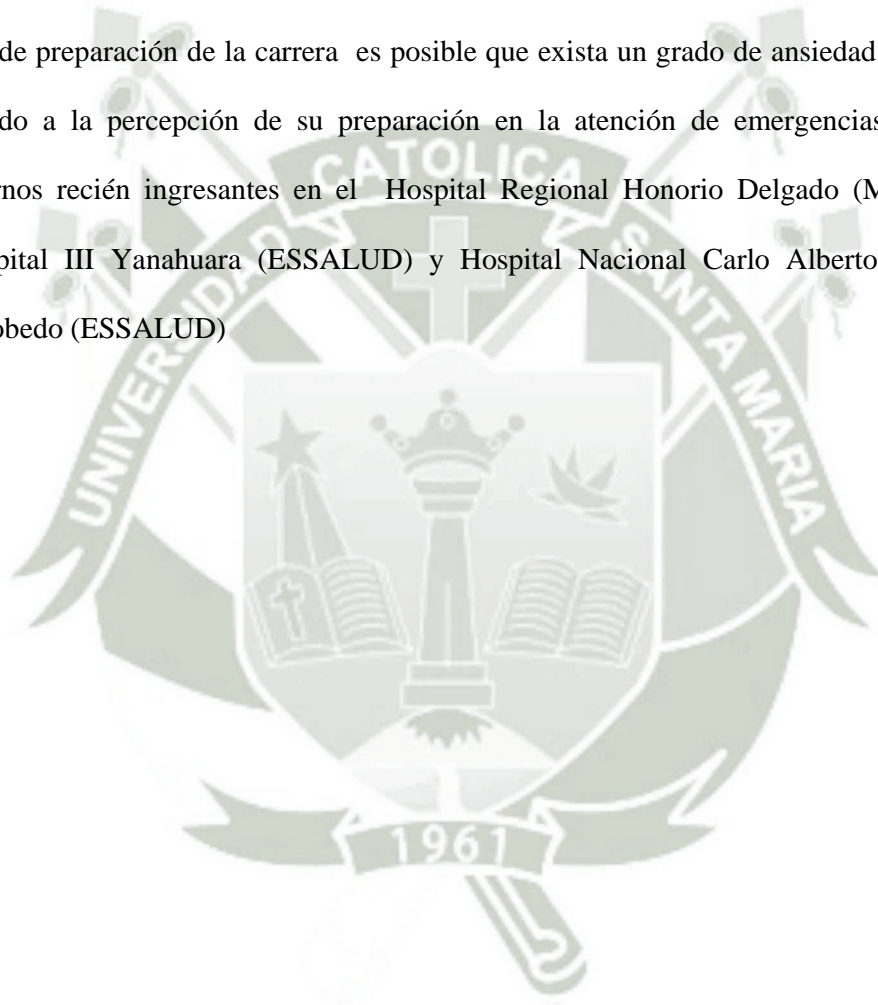 de preparación de la carrera es posible que exista un grado de ansiedad
do a la percepción de su preparación en la atención de emergencias
rnos recién ingresantes en el Hospital Regional Honorio Delgado (M
pital III Yanahuara (ESSALUD) y Hospital Nacional Carlo Alberto
obedo (ESSALUD)
UNIVERSIDAD CATOLICA SANTA MARIA
1961